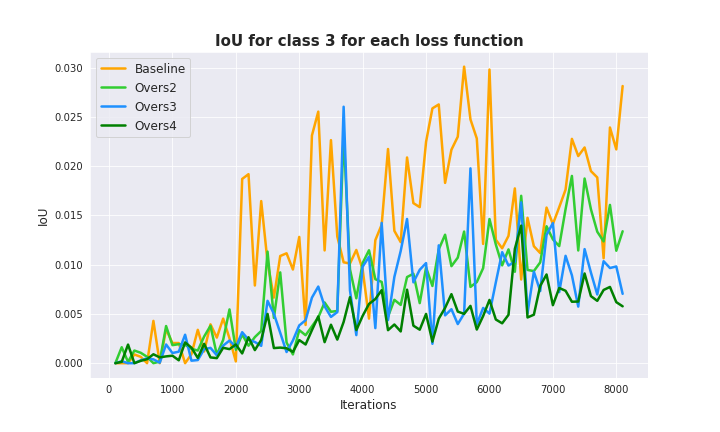 IoU for class 3 for each loss function
Baseline
Overs2
Overs3
Overs4
IoU
0.030
0.025
0.020
0.015
0.010
0.005
0.000
0 1000 2000 3000 4000 5000 6000 7000 8000
Iterations